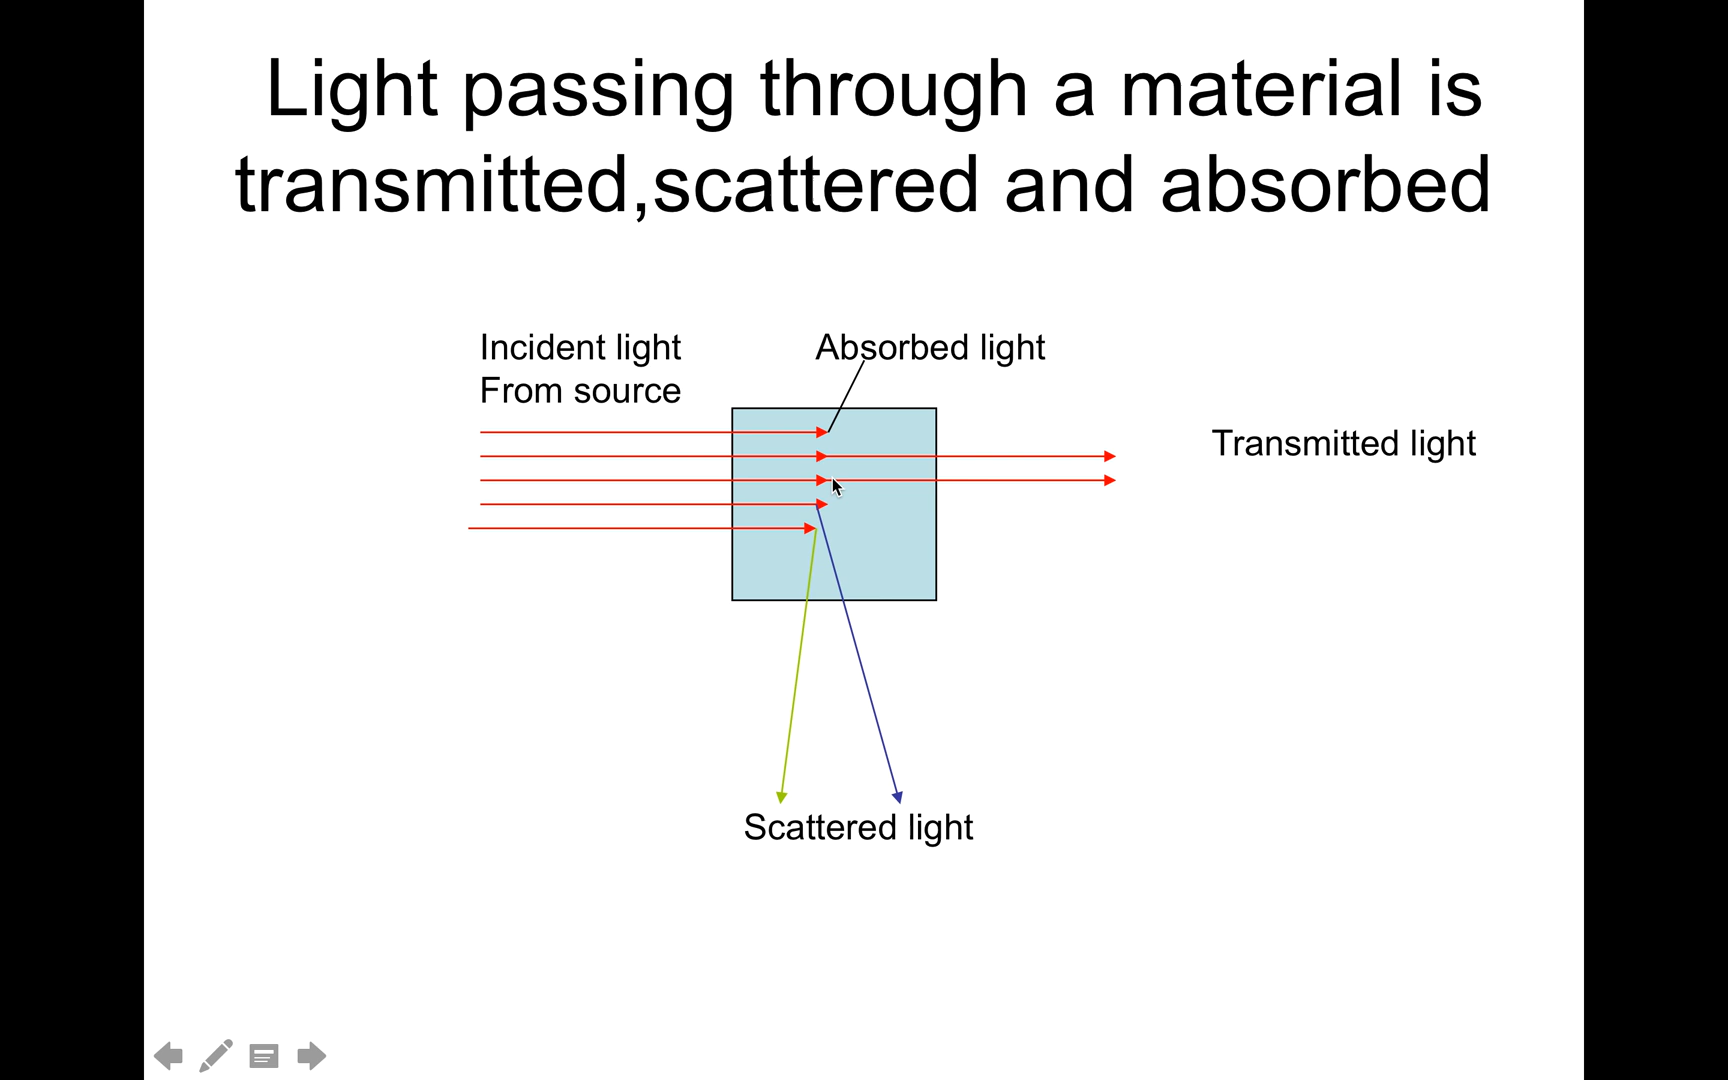 Light passing through a material is
transmitted,scattered and absorbed
Incident light
From source
Absorbed light
Transmitted light
Scattered light